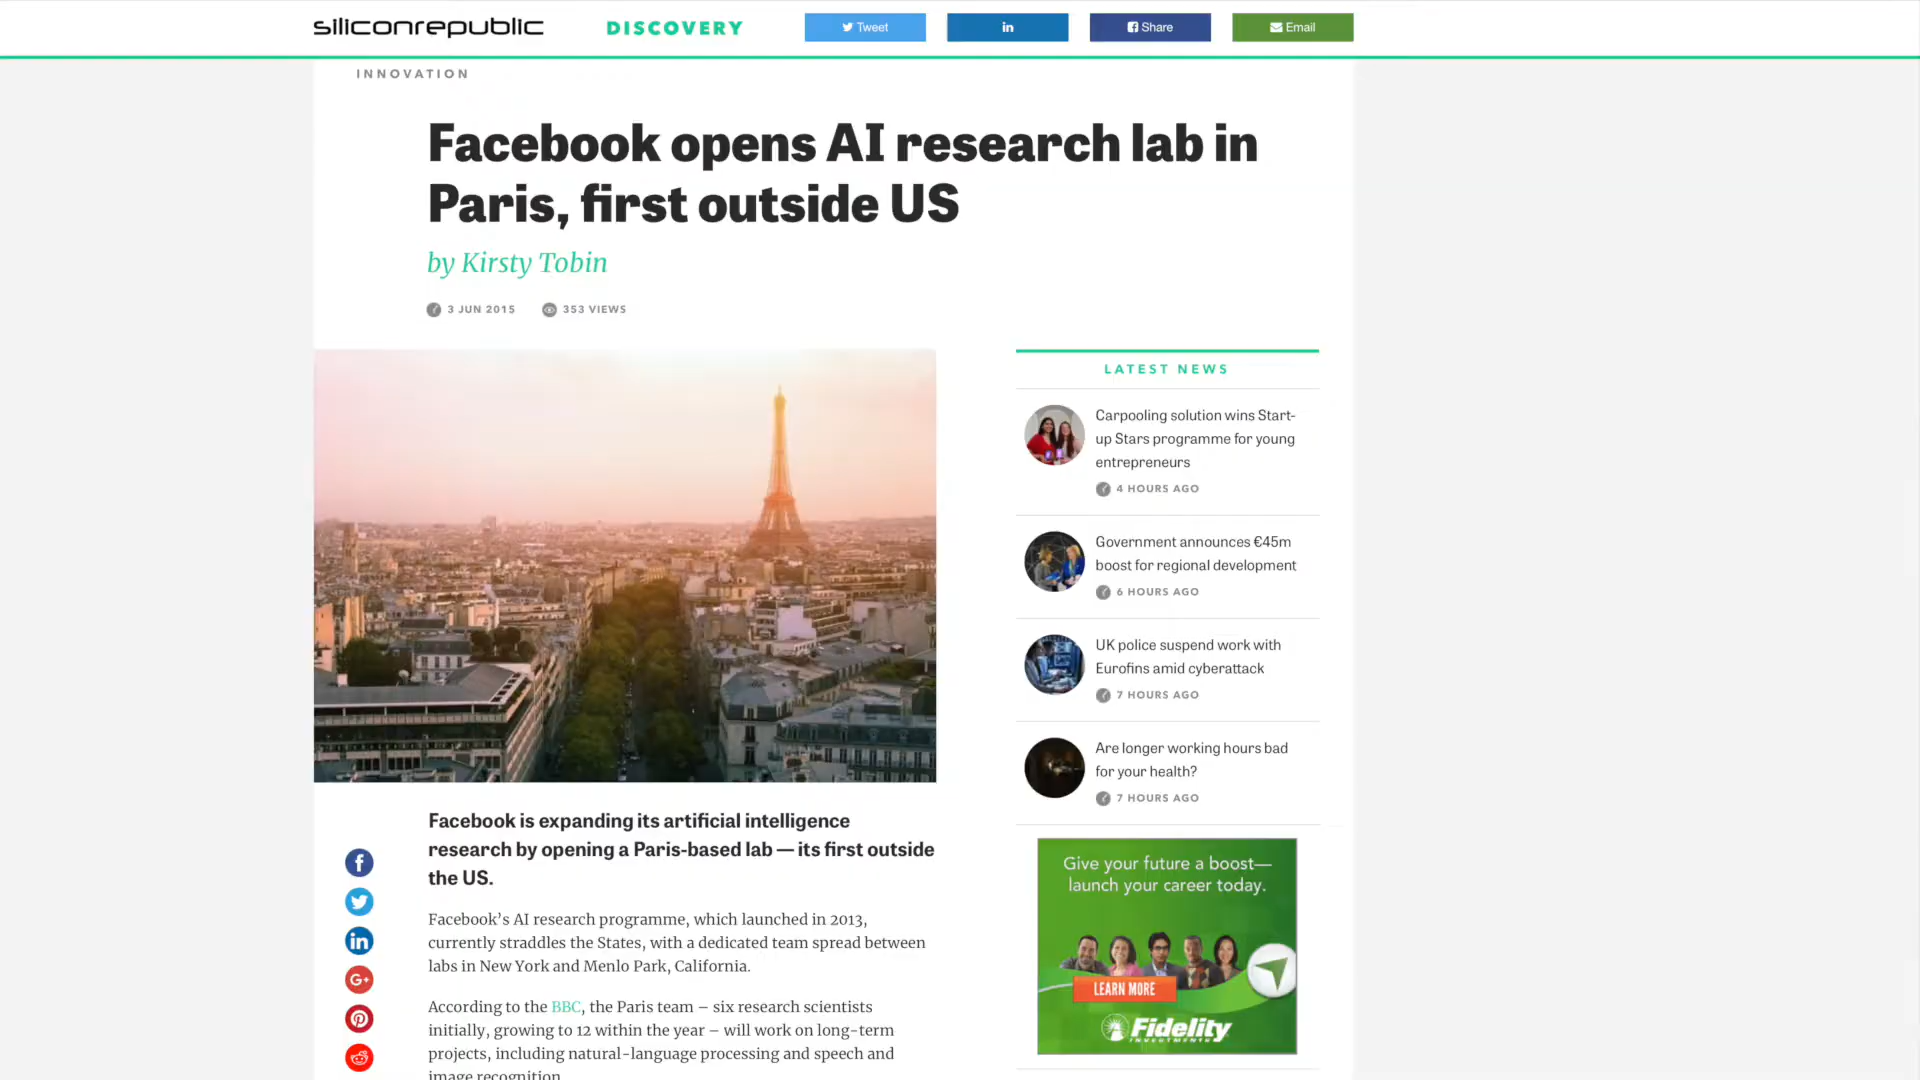 siliconrepublic
DISCOVERY
Tweet
in
Share
Email
INNOVATION
Facebook opens AI research lab in
Paris, first outside US
by Kirsty Tobin
3 JUN 2015
353 VIEWS
Facebook is expanding its artificial intelligence
research by opening a Paris-based lab — its first outside
the US.
Facebook’s AI research programme, which launched in 2013,
currently straddles the States, with a dedicated team spread between
labs in New York and Menlo Park, California.
According to the BBC, the Paris team – six research scientists
initially, growing to 12 within the year – will work on long-term
projects, including natural-language processing and speech and
image recognition.
LATEST NEWS
Carpooling solution wins Start-
up Stars programme for young
entrepreneurs
4 HOURS AGO
Government announces €45m
boost for regional development
6 HOURS AGO
UK police suspend work with
Eurofins amid cyberattack
7 HOURS AGO
Are longer working hours bad
for your health?
7 HOURS AGO
Give your future a boost—
launch your career today.
LEARN MORE
Fidelity
INVESTMENTS